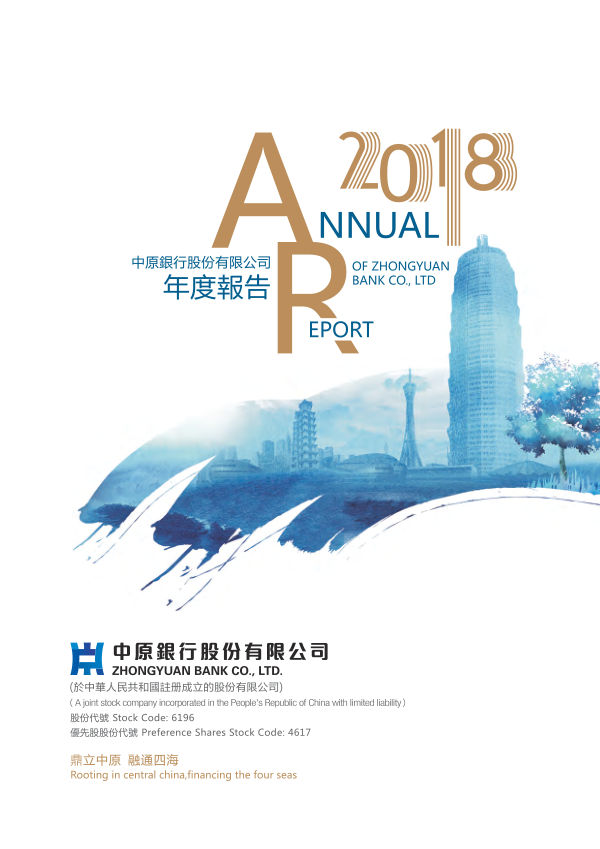 2018
ANNUAL
中原銀行股份有限公司
年度報告
OF ZHONGYUAN
BANK CO., LTD
REPORT
中原銀行股份有限公司
ZHONGYUAN BANK CO., LTD.
(於中華人民共和國註册成立的股份有限公司)
( A joint stock company incorporated in the People's Republic of China with limited liability )
股份代號 Stock Code: 6196
優先股股份代號 Preference Shares Stock Code: 4617
鼎立中原 融通四海
Rooting in central china,financing the four seas